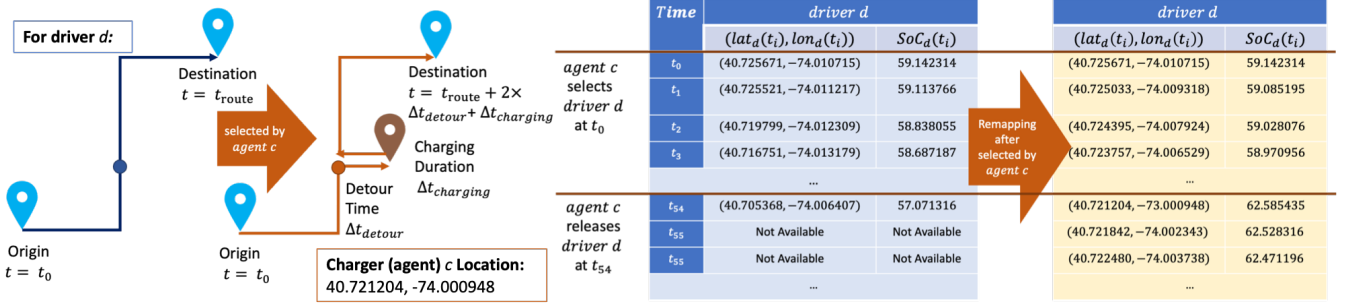 For driver d:
Destination
t = t_route
selected by
agent c
Origin
t = t_0
Destination
t = t_route + 2×
Δt_detour + Δt_charging
Charging
Duration
Δt_charging
Detour
Time
Δt_detour
Origin
t = t_0
Charger (agent) c Location:
40.721204, -74.000948
agent c
selects
driver d
at t_0
agent c
releases
driver d
at t_54
Time driver d
(lat_d(t_i), lon_d(t_i)) SoC_d(t_i)
t_0 (40.725671, −74.010715) 59.142314
t_1 (40.725521, −74.011217) 59.113766
t_2 (40.719799, −74.012309) 58.838055
t_3 (40.716751, −74.013179) 58.687187
...
t_54 (40.705368, −74.006407) 57.071316
t_55 Not Available Not Available
t_55 Not Available Not Available
...
Remapping
after
selected by
agent c
driver d
(lat_d(t_i), lon_d(t_i)) SoC_d(t_i)
(40.725671, −74.010715) 59.142314
(40.725033, −74.009318) 59.085195
(40.724395, −74.007924) 59.028076
(40.723757, −74.006529) 58.970956
...
(40.721204, −73.000948) 62.585435
(40.721842, −74.002343) 62.528316
(40.722480, −74.003738) 62.471196
...